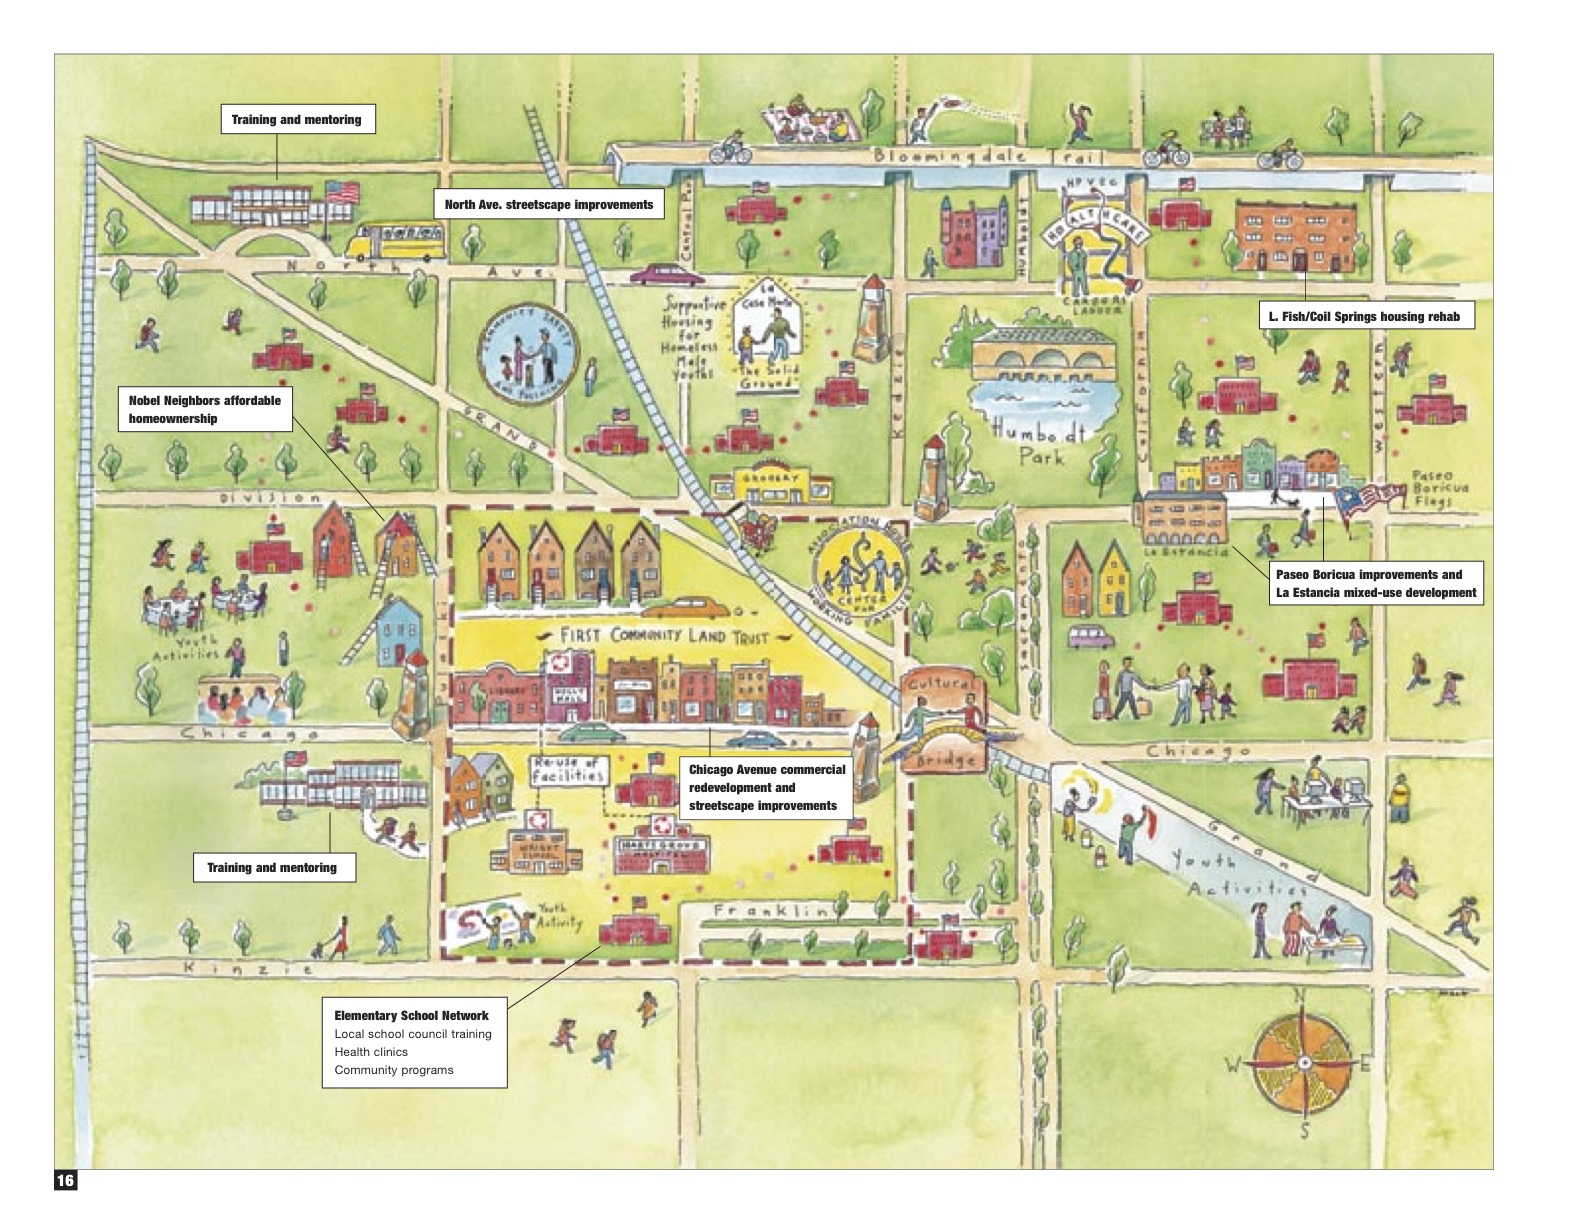 Training and mentoring
Bloomingdale Trail
HPVEC
North Ave. streetscape improvements
Central Park
Humboldt
HEALTHCARE
North Ave.
CAREERS
LADDER
Supportive
Housing
for
Homeless
Male
Youths
La
Casa Norte
"The Solid
Ground"
COMMUNITY SAFETY
L. Fish/Coil Springs housing rehab
Nobel Neighbors affordable
homeownership
GRAND
Kedzie
California
Western
Humboldt
Park
GROCERY
Division
Paseo
Boricua
Flags
La Estancia
ASSOCIATION HOUSE
CENTER
FOR
WORKING FAMILIES
Paseo Boricua improvements and
La Estancia mixed-use development
Youth
Activities
FIRST COMMUNITY LAND TRUST
Sacramento
LIBRARY
KELLY
HALL
Cultural
Bridge
Chicago
Chicago
Re-use of
facilities
Chicago Avenue commercial
redevelopment and
streetscape improvements
WRIGHT
SCHOOL
Training and mentoring
Grand
Youth
Activities
Youth
Activity
Franklin
Kinzie
Elementary School Network
Local school council training
Health clinics
Community programs
N
W
E
S
16